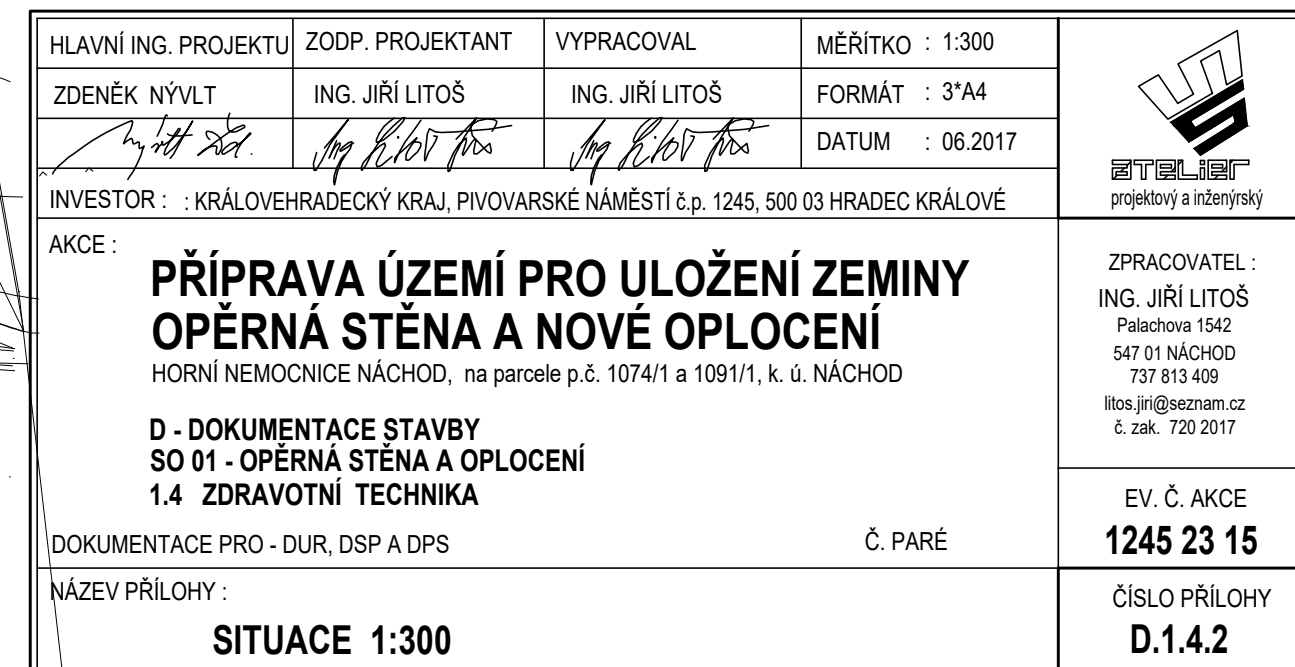 HLAVNÍ ING. PROJEKTU ZODP. PROJEKTANT VYPRACOVAL MĚŘÍTKO : 1:300
ZDENĚK NÝVLT ING. JIŘÍ LITOŠ ING. JIŘÍ LITOŠ FORMÁT : 3*A4
DATUM : 06.2017
INVESTOR : : KRÁLOVEHRADECKÝ KRAJ, PIVOVARSKÉ NÁMĚSTÍ č.p. 1245, 500 03 HRADEC KRÁLOVÉ
ATELIER
projektový a inženýrský
AKCE :
PŘÍPRAVA ÚZEMÍ PRO ULOŽENÍ ZEMINY
OPĚRNÁ STĚNA A NOVÉ OPLOCENÍ
HORNÍ NEMOCNICE NÁCHOD, na parcele p.č. 1074/1 a 1091/1, k. ú. NÁCHOD
D - DOKUMENTACE STAVBY
SO 01 - OPĚRNÁ STĚNA A OPLOCENÍ
1.4 ZDRAVOTNÍ TECHNIKA
DOKUMENTACE PRO - DUR, DSP A DPS Č. PARÉ
ZPRACOVATEL :
ING. JIŘÍ LITOŠ
Palachova 1542
547 01 NÁCHOD
737 813 409
litos.jiri@seznam.cz
č. zak. 720 2017
EV. Č. AKCE
1245 23 15
NÁZEV PŘÍLOHY :
SITUACE 1:300
ČÍSLO PŘÍLOHY
D.1.4.2